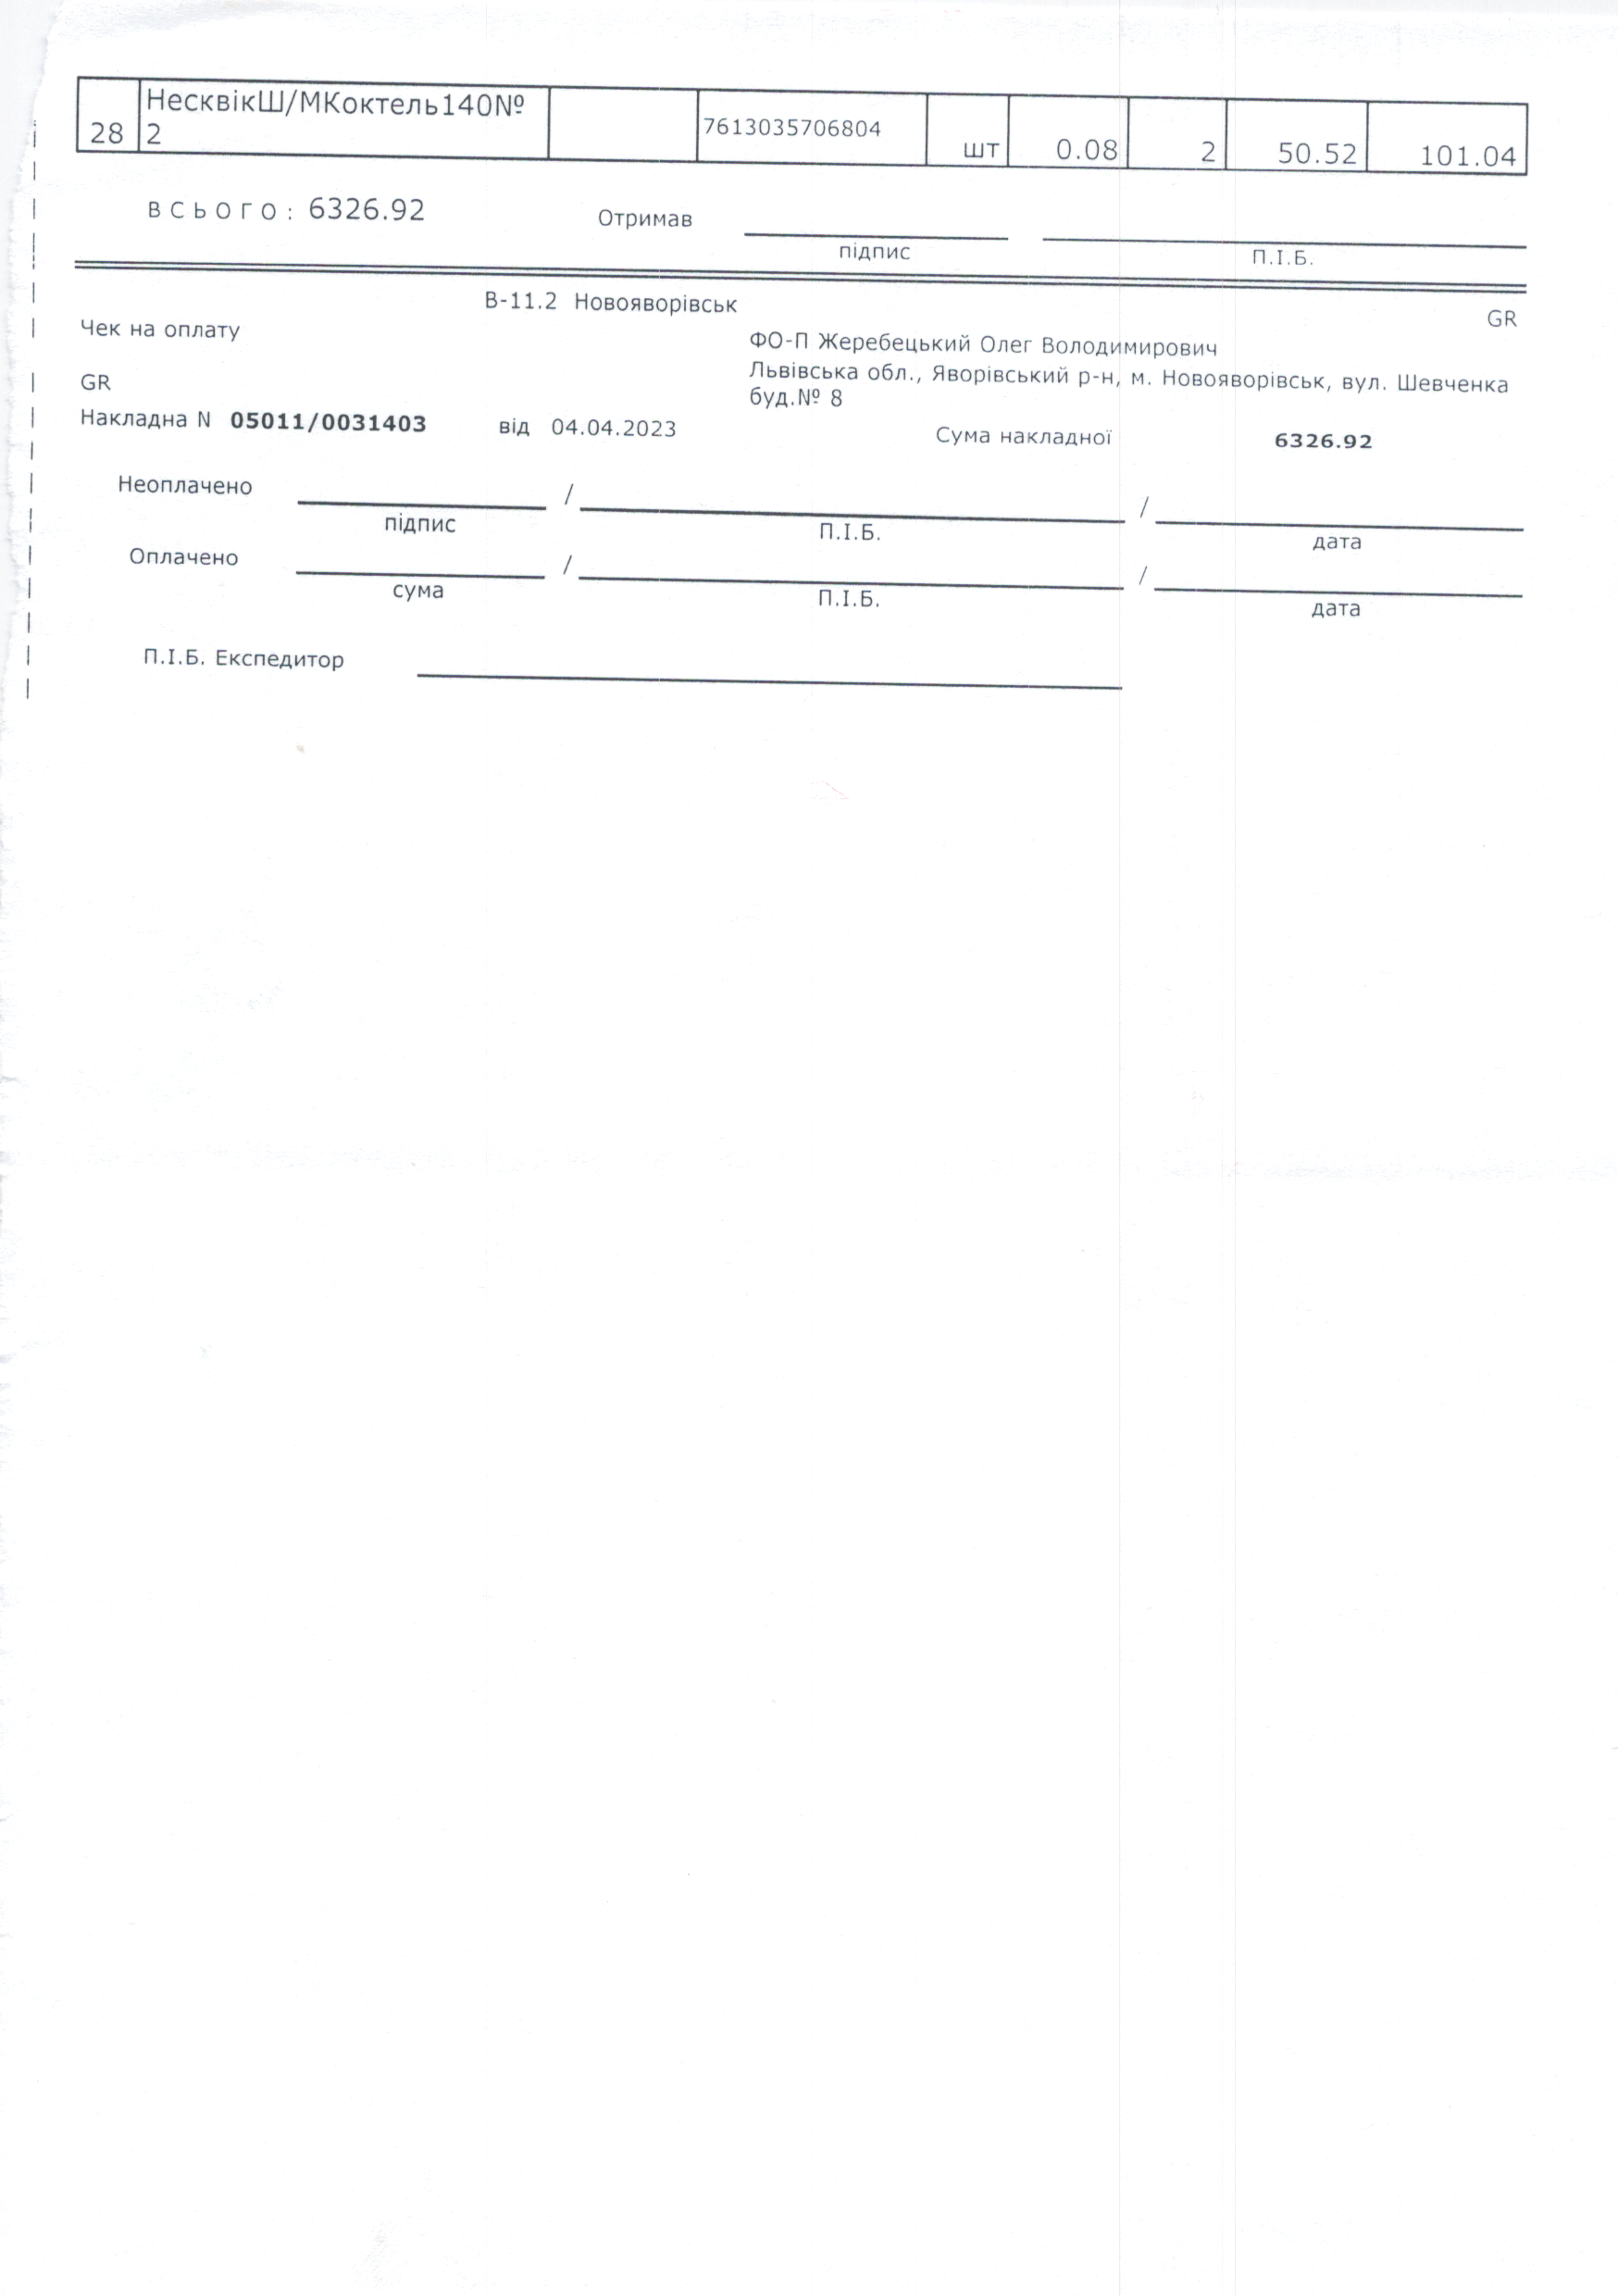 28 НесквікШ/МКоктель140№ 2 7613035706804 шт 0.08 2 50.52 101.04
ВСЬОГО: 6326.92 Отримав
підпис П.І.Б.
В-11.2 Новояворівськ GR
Чек на оплату
ФО-П Жеребецький Олег Володимирович
Львівська обл., Яворівський р-н, м. Новояворівськ, вул. Шевченка
GR
буд.№ 8
Накладна N 05011/0031403 від 04.04.2023 Сума накладної 6326.92
Неоплачено / /
підпис П.І.Б. дата
Оплачено / /
сума П.І.Б. дата
П.І.Б. Експедитор